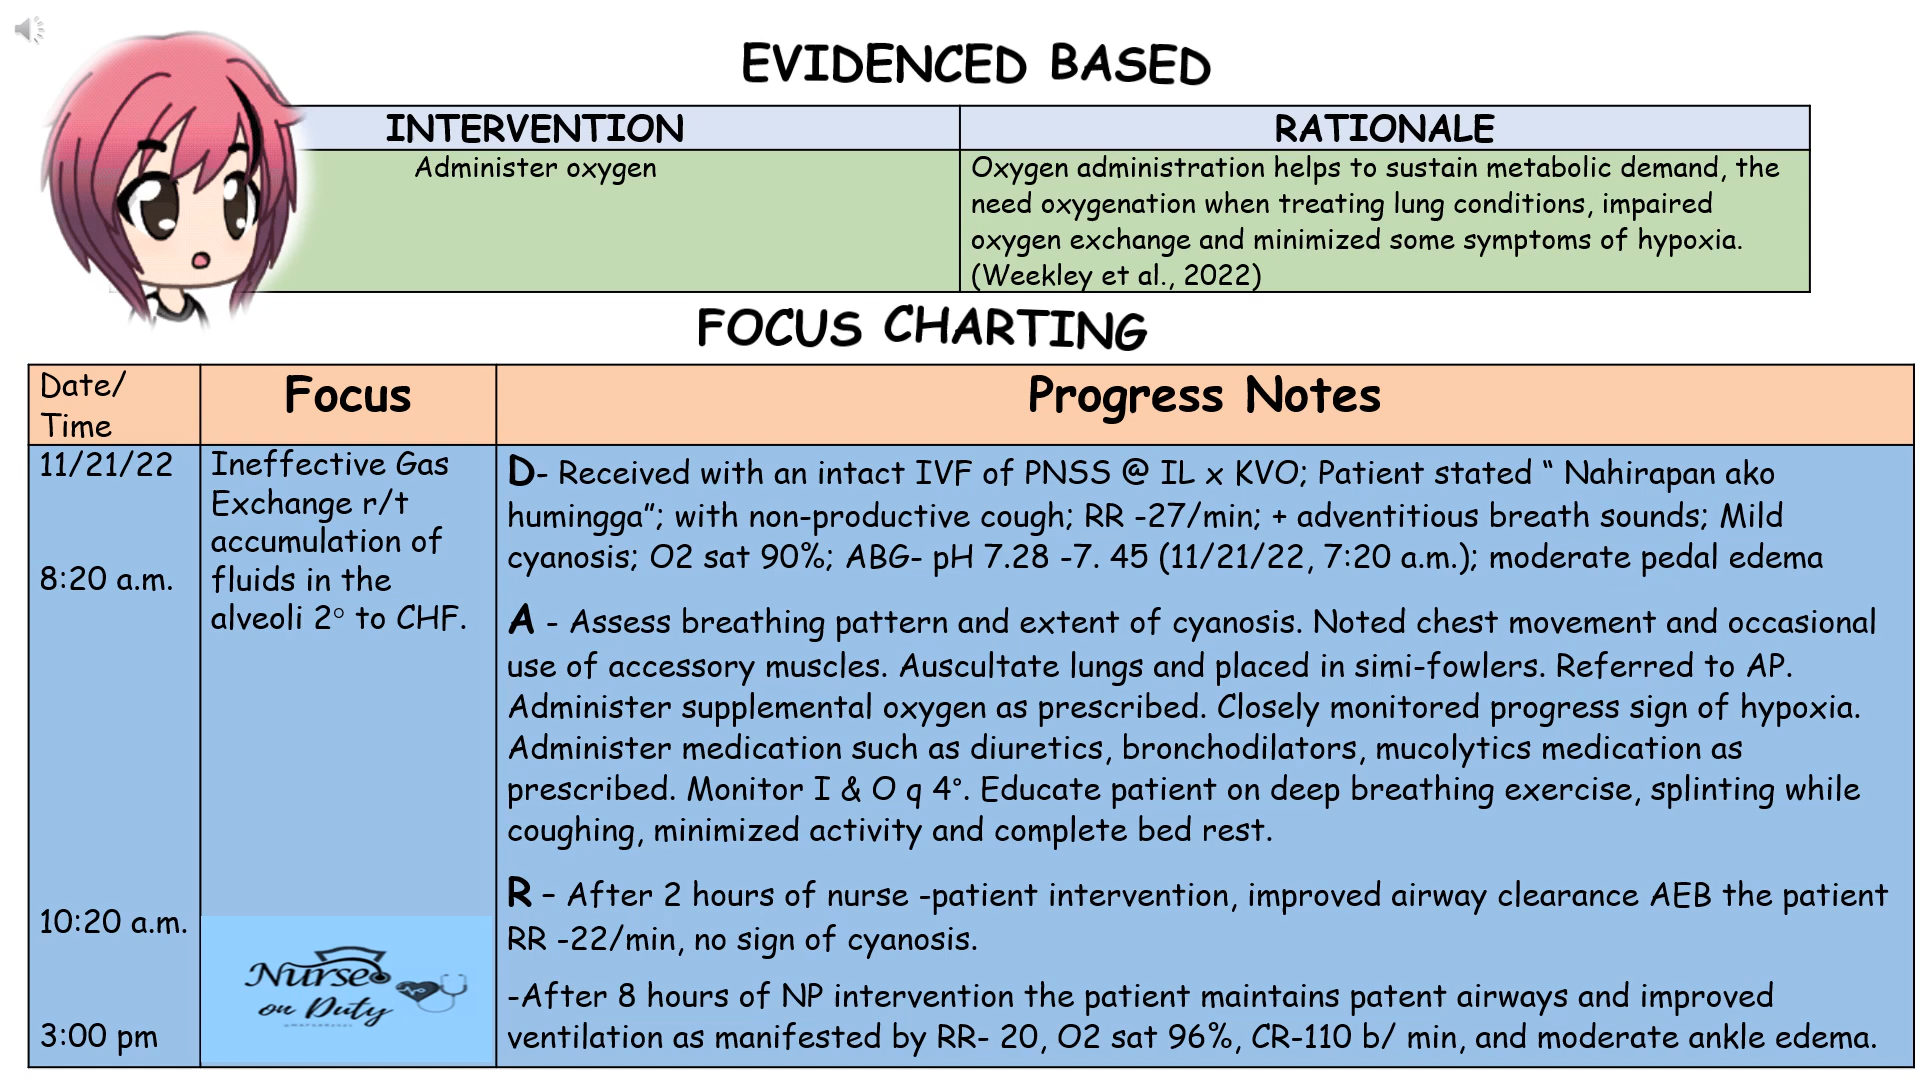 EVIDENCED BASED
INTERVENTION
RATIONALE
Administer oxygen
Oxygen administration helps to sustain metabolic demand, the
need oxygenation when treating lung conditions, impaired
oxygen exchange and minimized some symptoms of hypoxia.
(Weekley et al., 2022)
FOCUS CHARTING
Date/
Time
Focus
Progress Notes
11/21/22
8:20 a.m.
10:20 a.m.
3:00 pm
Ineffective Gas
Exchange r/t
accumulation of
fluids in the
alveoli 2° to CHF.
Nurse
on Duty
D- Received with an intact IVF of PNSS @ IL x KVO; Patient stated “ Nahirapan ako
humingga”; with non-productive cough; RR -27/min; + adventitious breath sounds; Mild
cyanosis; O2 sat 90%; ABG- pH 7.28 -7. 45 (11/21/22, 7:20 a.m.); moderate pedal edema
A - Assess breathing pattern and extent of cyanosis. Noted chest movement and occasional
use of accessory muscles. Auscultate lungs and placed in simi-fowlers. Referred to AP.
Administer supplemental oxygen as prescribed. Closely monitored progress sign of hypoxia.
Administer medication such as diuretics, bronchodilators, mucolytics medication as
prescribed. Monitor I & O q 4°. Educate patient on deep breathing exercise, splinting while
coughing, minimized activity and complete bed rest.
R – After 2 hours of nurse -patient intervention, improved airway clearance AEB the patient
RR -22/min, no sign of cyanosis.
-After 8 hours of NP intervention the patient maintains patent airways and improved
ventilation as manifested by RR- 20, O2 sat 96%, CR-110 b/ min, and moderate ankle edema.